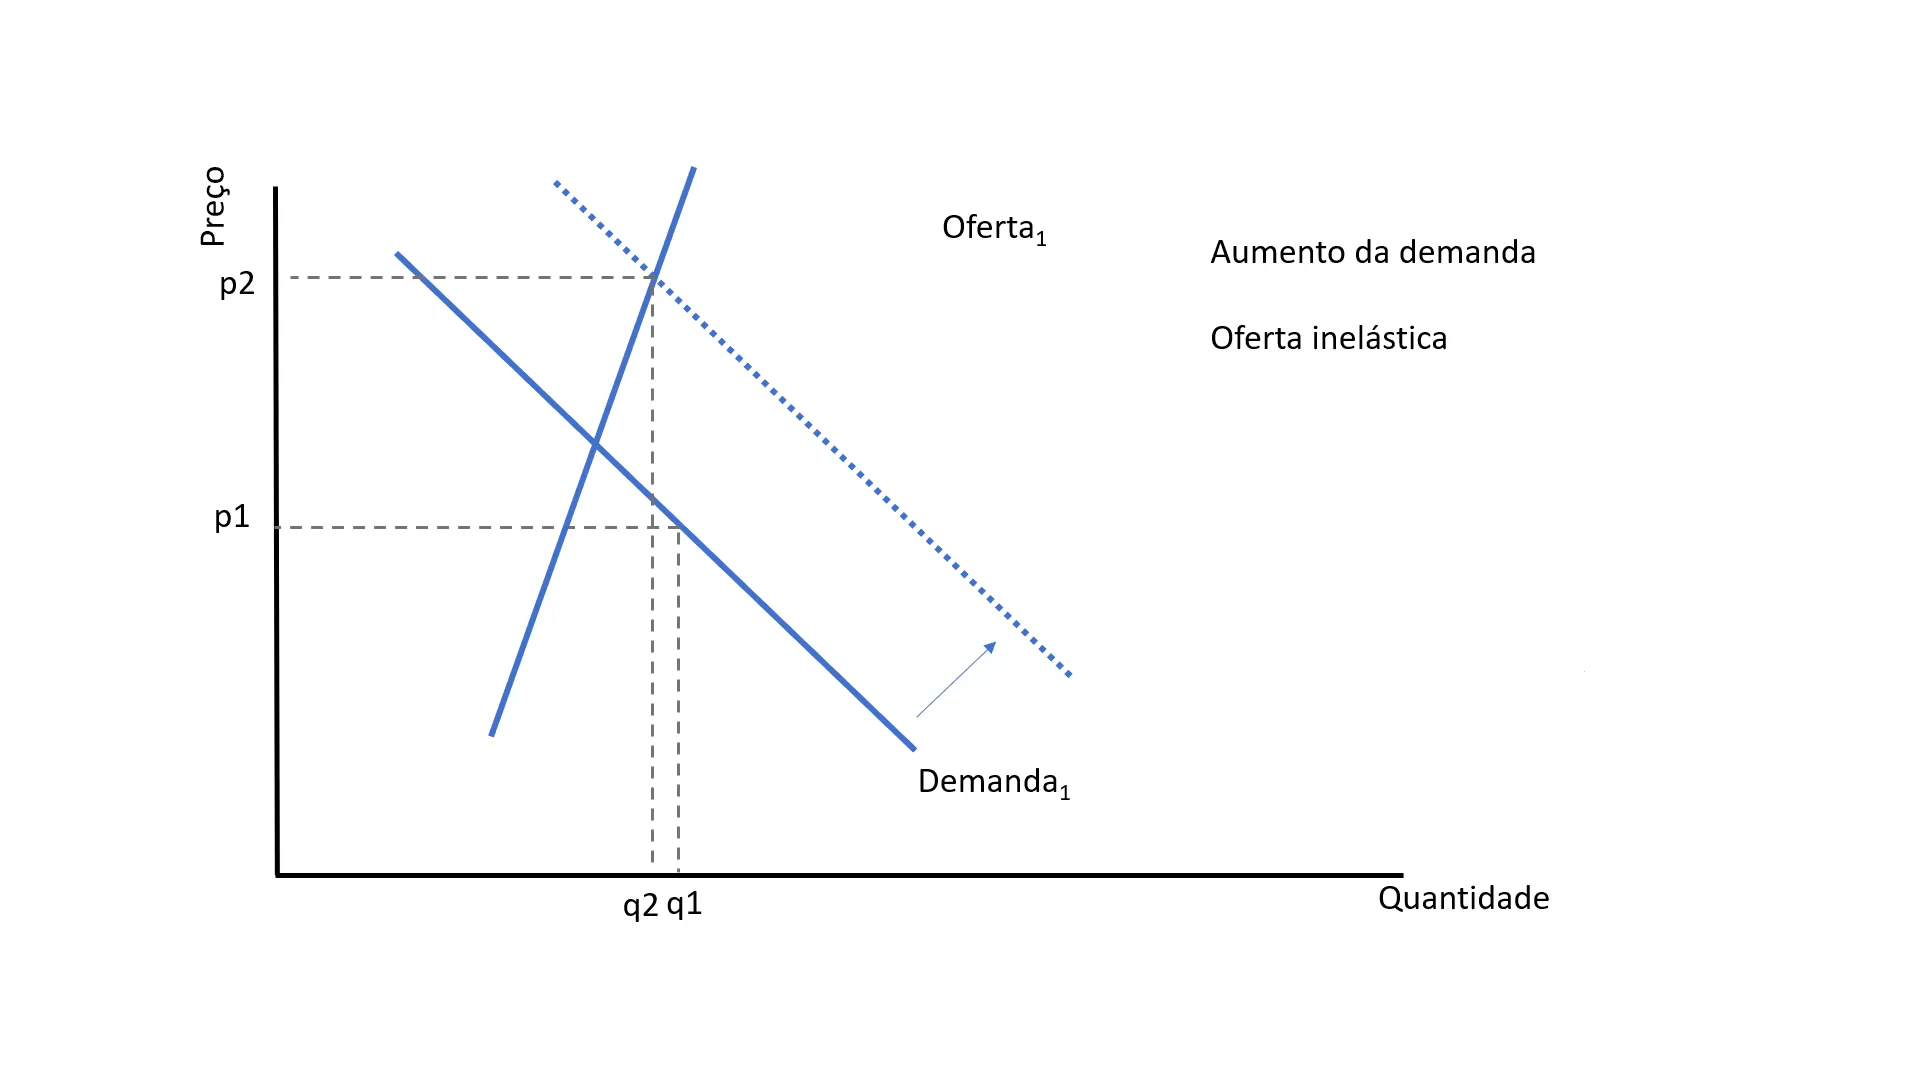 Preço
Oferta1
Aumento da demanda
p2
Oferta inelástica
p1
Demanda1
q2 q1
Quantidade